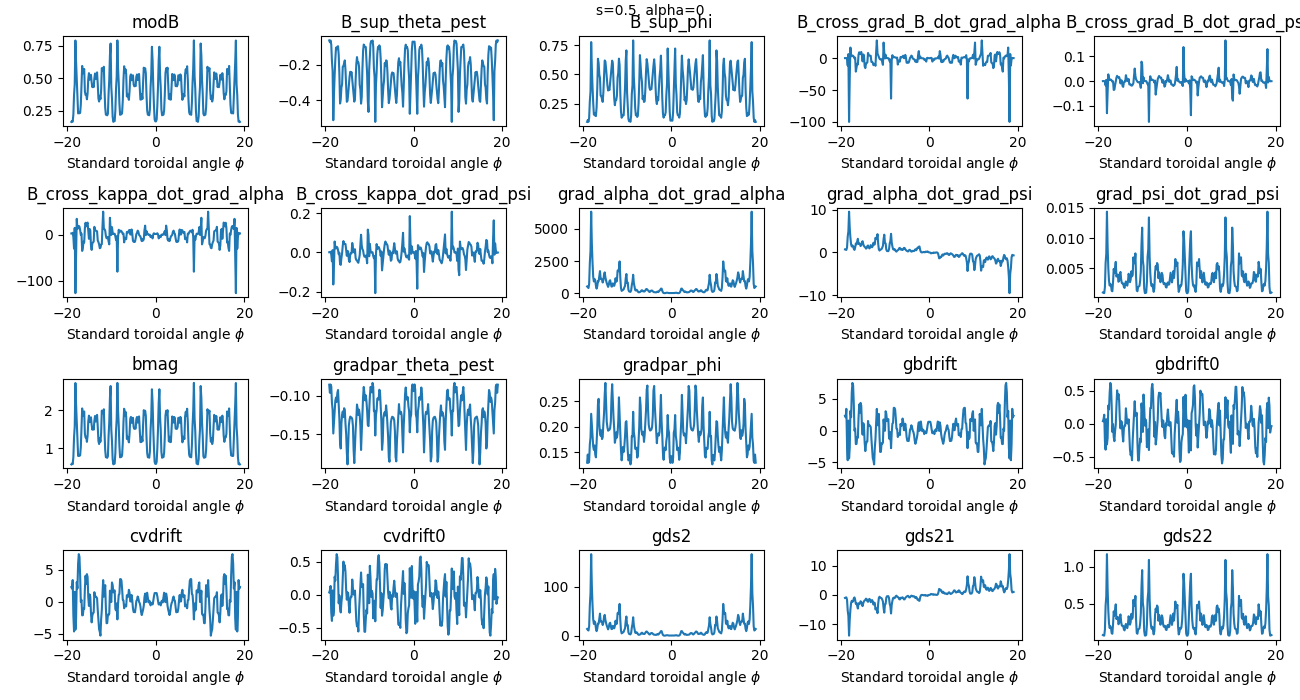 s=0.5, alpha=0
modB
B_sup_theta_pest
B_sup_phi
B_cross_grad_B_dot_grad_alpha
B_cross_grad_B_dot_grad_ps
0.75
0.50
0.25
−20 0 20
Standard toroidal angle ϕ
−0.2
−0.4
−20 0 20
Standard toroidal angle ϕ
0.75
0.50
0.25
−20 0 20
Standard toroidal angle ϕ
0
−50
−100
−20 0 20
Standard toroidal angle ϕ
0.1
0.0
−0.1
−20 0 20
Standard toroidal angle ϕ
B_cross_kappa_dot_grad_alpha
B_cross_kappa_dot_grad_psi
grad_alpha_dot_grad_alpha
grad_alpha_dot_grad_psi
grad_psi_dot_grad_psi
0
−100
−20 0 20
Standard toroidal angle ϕ
0.2
0.0
−0.2
−20 0 20
Standard toroidal angle ϕ
5000
2500
0
−20 0 20
Standard toroidal angle ϕ
10
0
−10
−20 0 20
Standard toroidal angle ϕ
0.015
0.010
0.005
−20 0 20
Standard toroidal angle ϕ
bmag
gradpar_theta_pest
gradpar_phi
gbdrift
gbdrift0
2
1
−20 0 20
Standard toroidal angle ϕ
−0.10
−0.15
−20 0 20
Standard toroidal angle ϕ
0.25
0.20
0.15
−20 0 20
Standard toroidal angle ϕ
5
0
−5
−20 0 20
Standard toroidal angle ϕ
0.5
0.0
−0.5
−20 0 20
Standard toroidal angle ϕ
cvdrift
cvdrift0
gds2
gds21
gds22
5
0
−5
−20 0 20
Standard toroidal angle ϕ
0.5
0.0
−0.5
−20 0 20
Standard toroidal angle ϕ
100
0
−20 0 20
Standard toroidal angle ϕ
10
0
−10
−20 0 20
Standard toroidal angle ϕ
1.0
0.5
−20 0 20
Standard toroidal angle ϕ